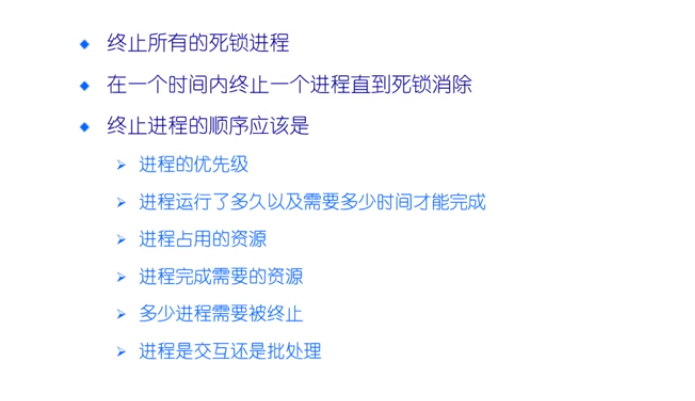 终止所有的死锁进程
在一个时间内终止一个进程直到死锁消除
终止进程的顺序应该是
进程的优先级
进程运行了多久以及需要多少时间才能完成
进程占用的资源
进程完成需要的资源
多少进程需要被终止
进程是交互还是批处理